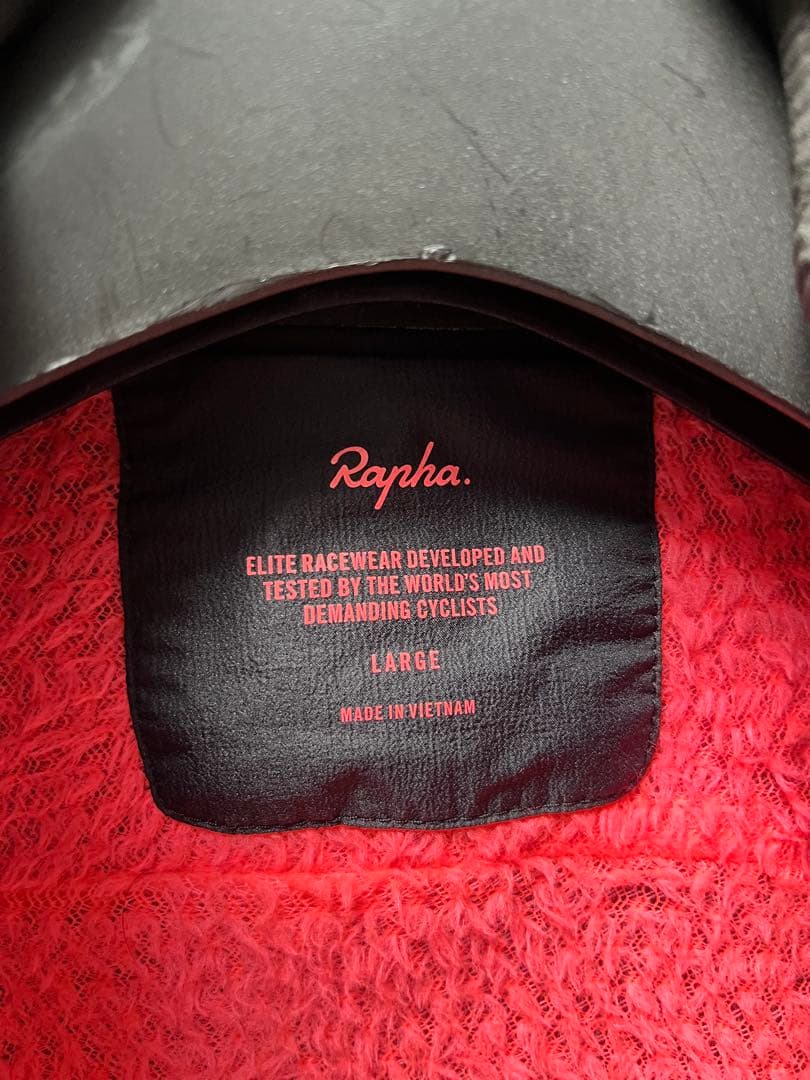 Rapha.
ELITE RACEWEAR DEVELOPED AND
TESTED BY THE WORLD'S MOST
DEMANDING CYCLISTS
LARGE
MADE IN VIETNAM